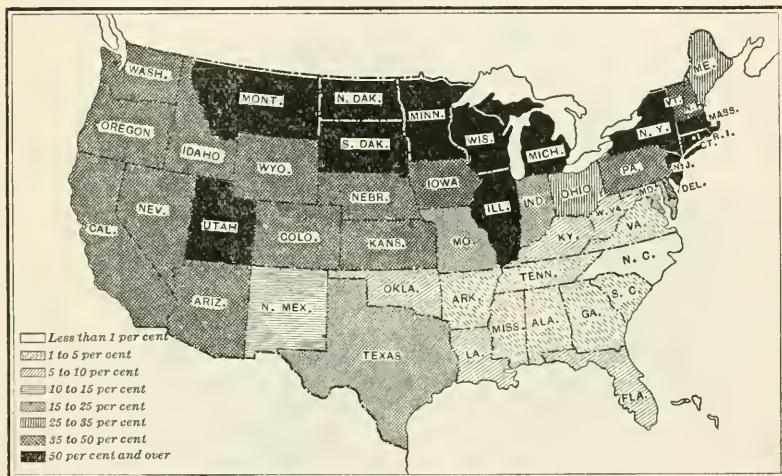 ME.
WASH.
MONT.
N. DAK.
MINN.
VT.
MASS.
OREGON
IDAHO
S. DAK.
WIS.
MICH.
N. Y.
R. I.
CT.
WYO.
IOWA
PA.
N. J.
NEV.
UTAH
NEBR.
ILL.
IND.
OHIO
MD.
DEL.
CAL.
COLO.
KANS.
MO.
W. VA.
KY.
VA.
ARIZ.
N. MEX.
OKLA.
ARK.
TENN.
N. C.
S. C.
TEXAS
LA.
MISS.
ALA.
GA.
FLA.
Less than 1 per cent
1 to 5 per cent
5 to 10 per cent
10 to 15 per cent
15 to 25 per cent
25 to 35 per cent
35 to 50 per cent
50 per cent and over